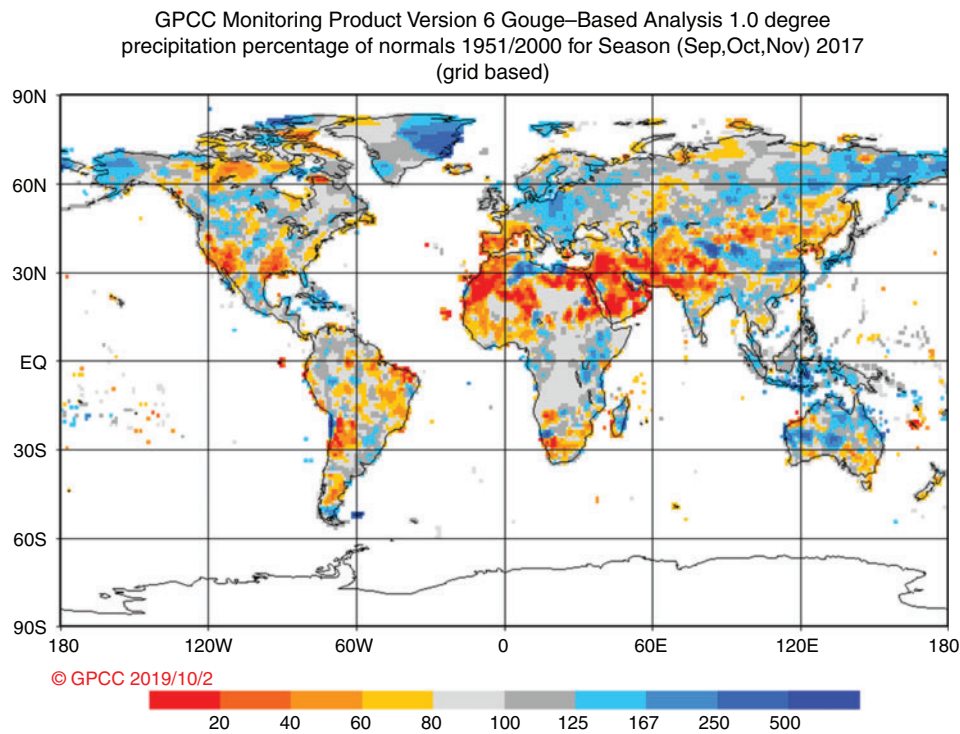 GPCC Monitoring Product Version 6 Gouge–Based Analysis 1.0 degree
precipitation percentage of normals 1951/2000 for Season (Sep,Oct,Nov) 2017
(grid based)
90N
60N
30N
EQ
30S
60S
90S
180 120W 60W 0 60E 120E 180
© GPCC 2019/10/2
20 40 60 80 100 125 167 250 500